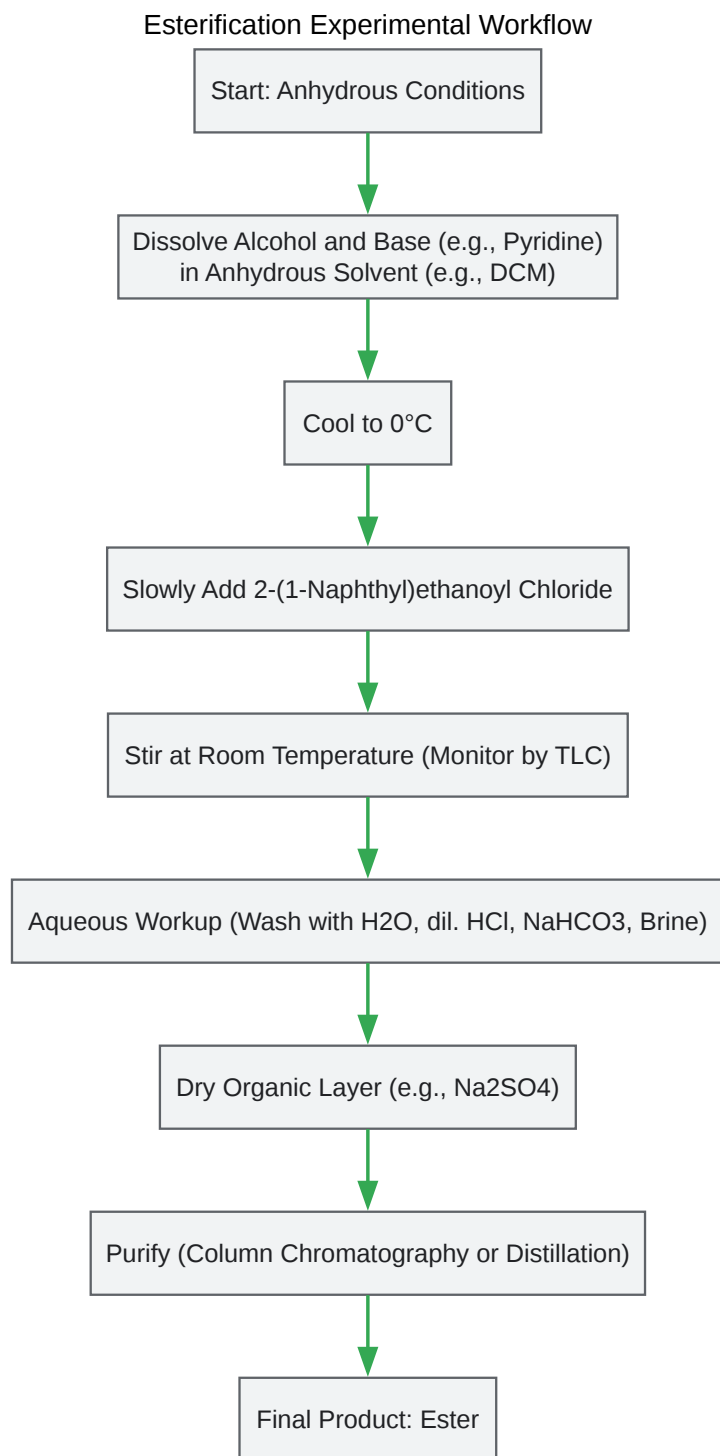 Esterification Experimental Workflow
Start: Anhydrous Conditions
Dissolve Alcohol and Base (e.g., Pyridine)
in Anhydrous Solvent (e.g., DCM)
Cool to 0°C
Slowly Add 2-(1-Naphthyl)ethanoyl Chloride
Stir at Room Temperature (Monitor by TLC)
Aqueous Workup (Wash with H2O, dil. HCl, NaHCO3, Brine)
Dry Organic Layer (e.g., Na2SO4)
Purify (Column Chromatography or Distillation)
Final Product: Ester